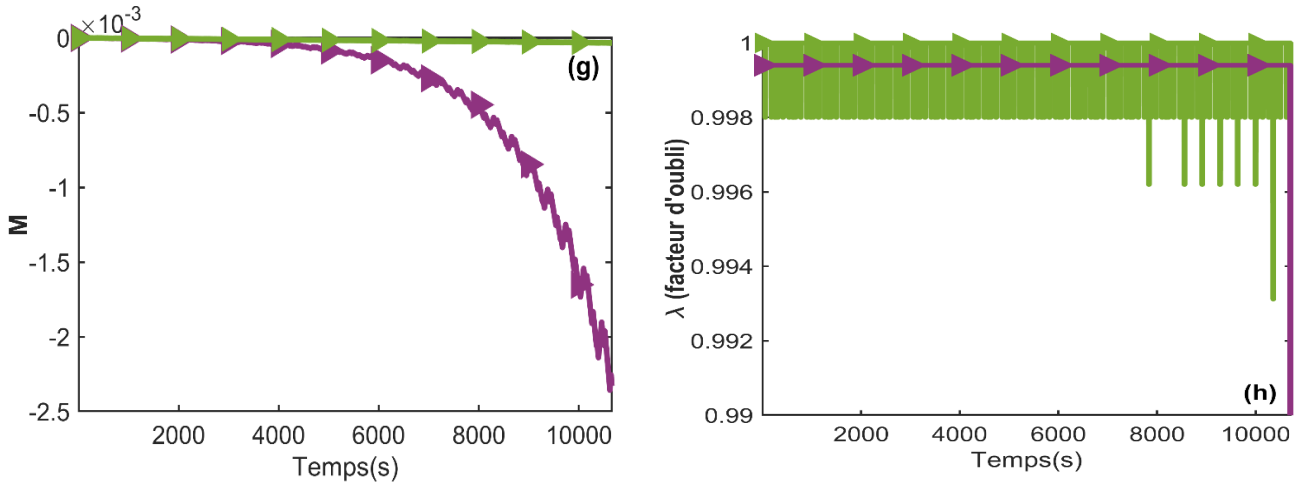 ×10⁻³
0
-0.5
-1
-1.5
-2
-2.5
M
2000 4000 6000 8000 10000
Temps(s)
(g)
1
0.998
0.996
0.994
0.992
0.99
λ (facteur d'oubli)
2000 4000 6000 8000 10000
Temps(s)
(h)